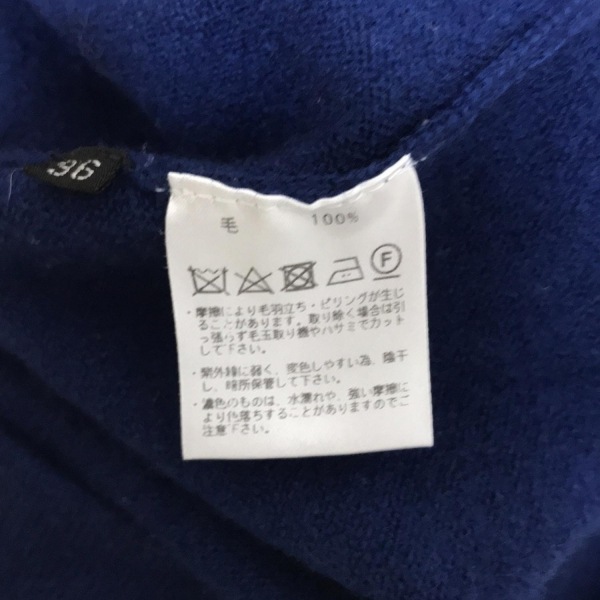 96
毛 100%
F
・摩擦により毛羽立ち・ピリングが生じ
ることがあります。取り除く場合は引
っ張らず毛玉取り機やハサミでカット
して下さい。
・紫外線に弱く、変色しやすい為、陰干
し、暗所保管して下さい。
・濃色のものは、水濡れや、強い摩擦に
より色落ちすることがありますのでご
注意下さい。